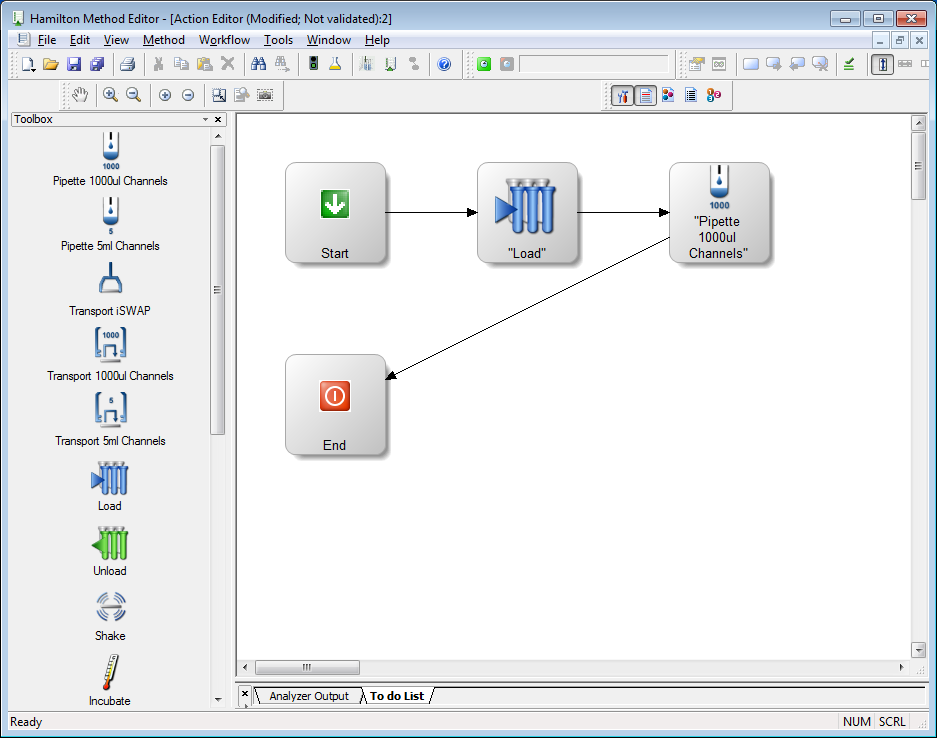 Hamilton Method Editor - [Action Editor (Modified; Not validated):2]
File Edit View Method Workflow Tools Window Help
Toolbox
1000
Pipette 1000ul Channels
5
Pipette 5ml Channels
Transport iSWAP
1000
Transport 1000ul Channels
5
Transport 5ml Channels
Load
Unload
Shake
Incubate
Start
"Load"
1000
"Pipette
1000ul
Channels"
End
Analyzer Output To do List
Ready NUM SCRL